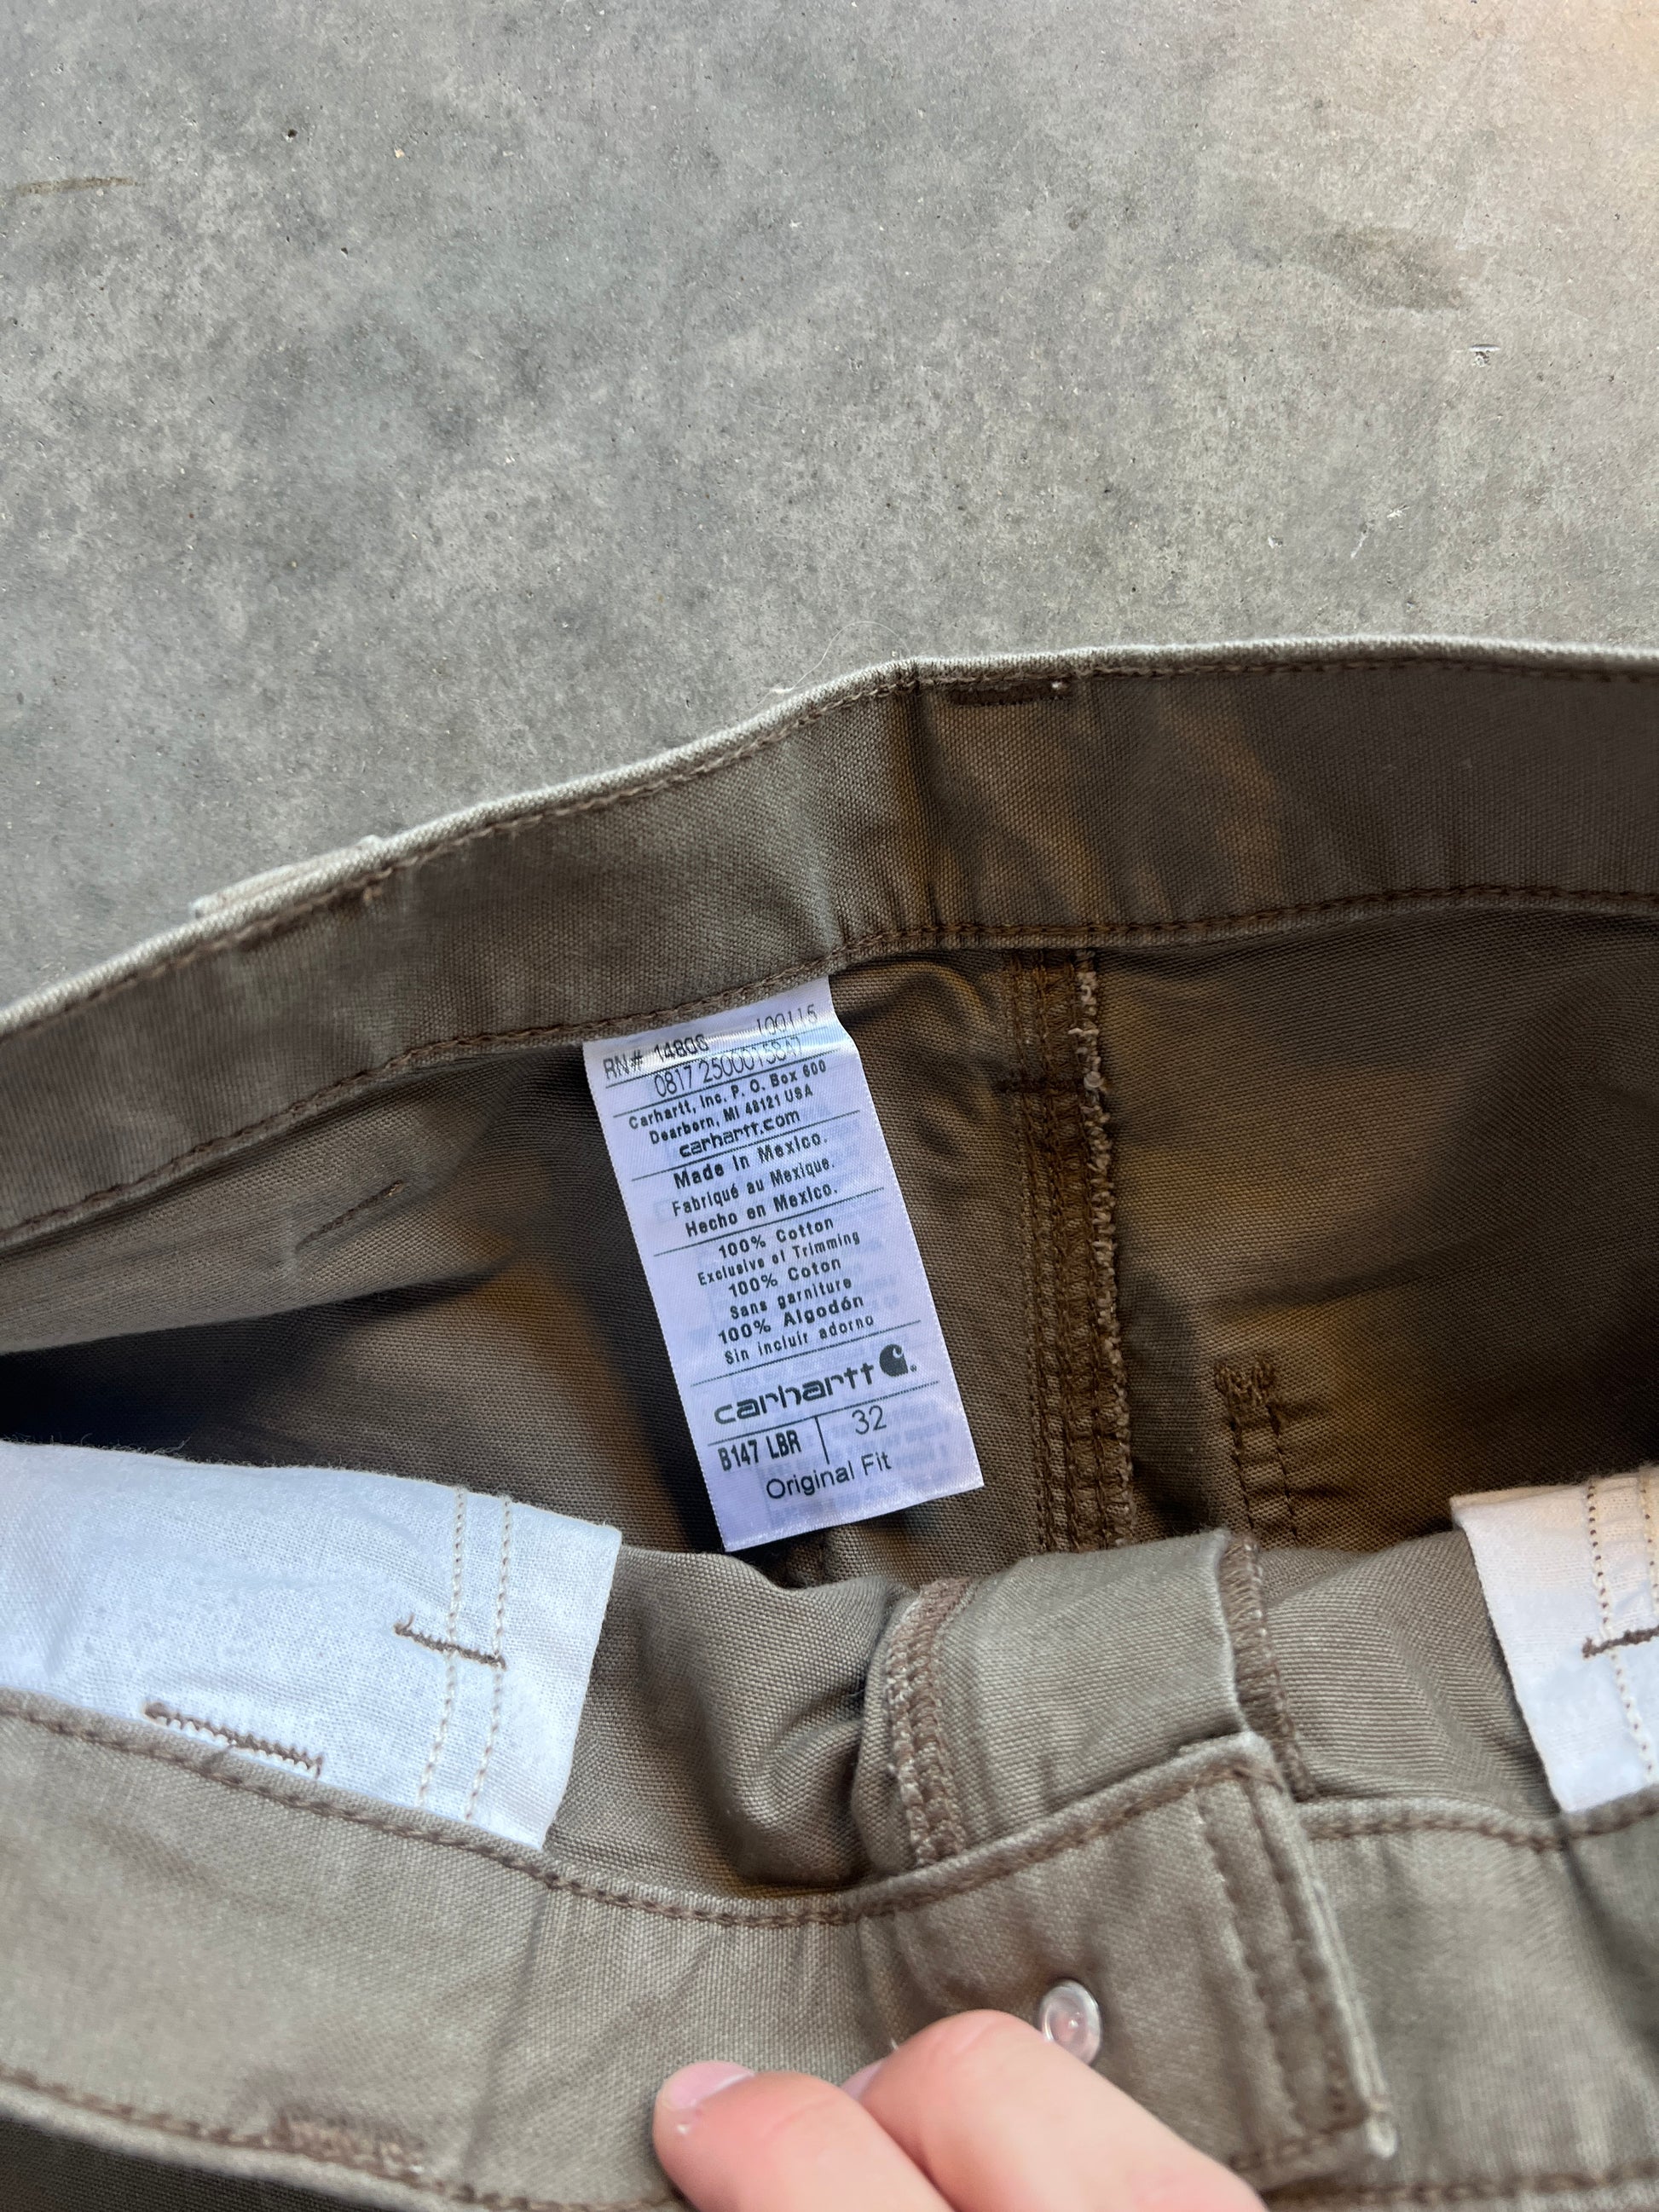 RN# 14806 100115
0817 2500015847
Carhartt, Inc. P. O. Box 600
Dearborn, MI 48121 USA
carhartt.com
Made in Mexico.
Fabriqué au Mexique.
Hecho en Mexico.
100% Cotton
Exclusive of Trimming
100% Coton
Sans garniture
100% Algodón
Sin incluir adorno
carhartt
B147 LBR 32
Original Fit